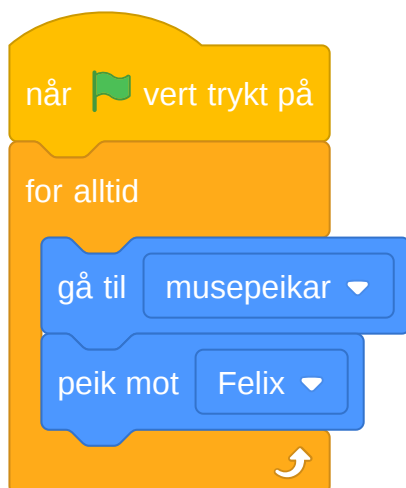 når vert trykt på
for alltid
gå til musepeikar
peik mot Felix